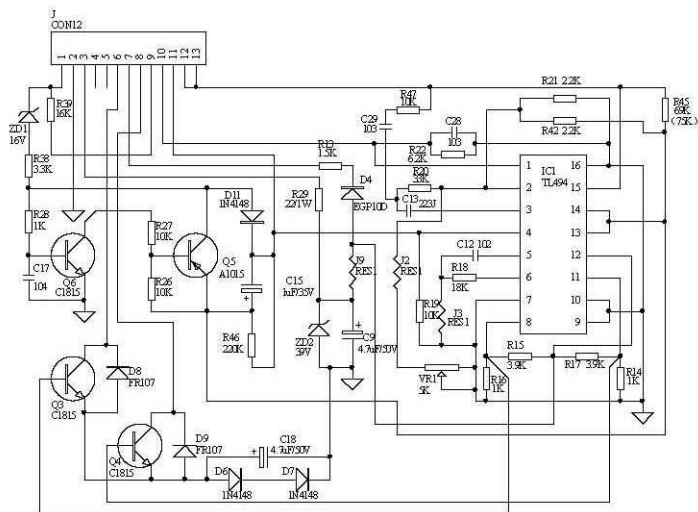 J
CON12
1 2 3 4 5 6 7 8 9 10 11 12 13
R21 2.2K
R47
10K
R45
69K
(75K)
C29
103
C28
103
R42 2.2K
R39
16K
ZD1
16V
R13
1.5K
R22
6.2K
R38
3.3K
D4
EGP10D
R20
33K
IC1
TL494
1 16
2 15
3 14
4 13
5 12
6 11
7 10
8 9
D11
1N4148
R29
22/1W
C13 223J
R28
1K
R27
10K
Q5
A1015
C12 102
C17
104
Q6
C1815
R26
10K
C15
1uF/35V
J9
RES1
J2
RES1
R18
18K
R19
10K
J3
RES1
R46
220K
ZD2
39V
C9
4.7uF/50V
R15
3.9K
R17 3.9K
D8
FR107
VR1
5K
R16
1K
R14
1K
Q3
C1815
Q4
C1815
D9
FR107
C18
4.7uF/50V
D6
1N4148
D7
1N4148